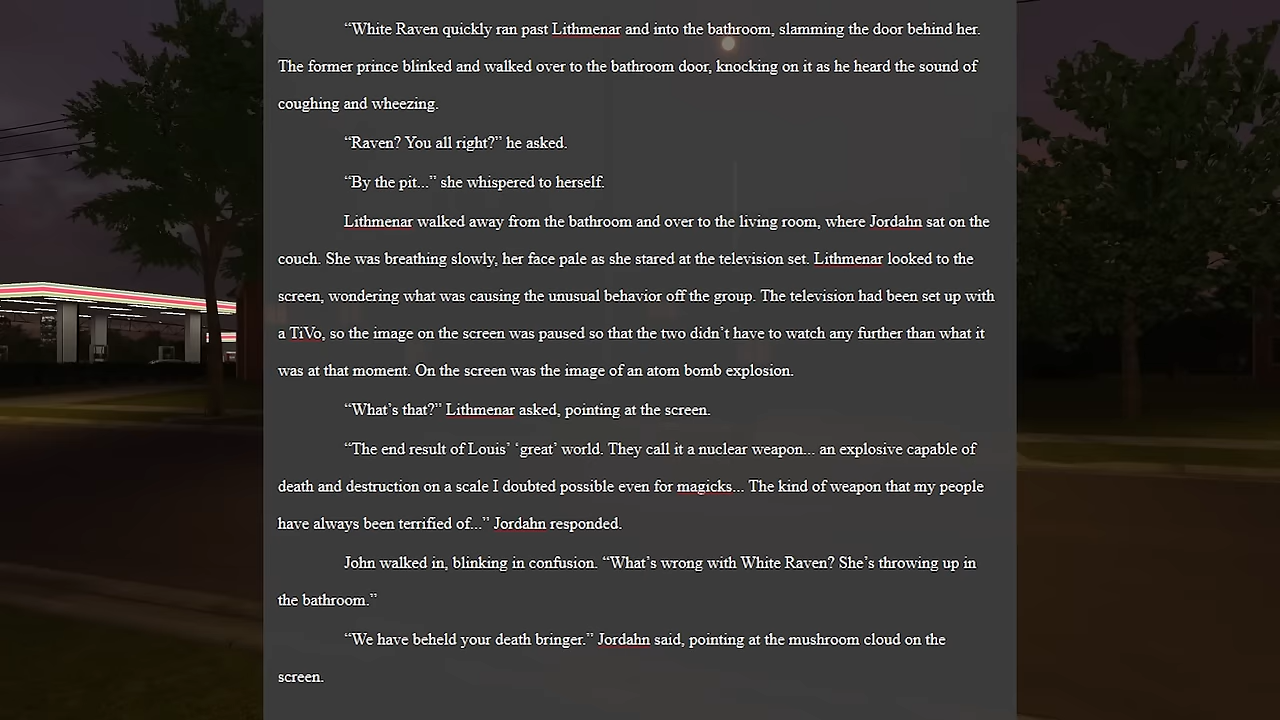 “White Raven quickly ran past Lithmenar and into the bathroom, slamming the door behind her.
The former prince blinked and walked over to the bathroom door, knocking on it as he heard the sound of
coughing and wheezing.
“Raven? You all right?” he asked.
“By the pit...” she whispered to herself.
Lithmenar walked away from the bathroom and over to the living room, where Jordahn sat on the
couch. She was breathing slowly, her face pale as she stared at the television set. Lithmenar looked to the
screen, wondering what was causing the unusual behavior off the group. The television had been set up with
a TiVo, so the image on the screen was paused so that the two didn’t have to watch any further than what it
was at that moment. On the screen was the image of an atom bomb explosion.
“What’s that?” Lithmenar asked, pointing at the screen.
“The end result of Louis’ ‘great’ world. They call it a nuclear weapon... an explosive capable of
death and destruction on a scale I doubted possible even for magicks... The kind of weapon that my people
have always been terrified of...” Jordahn responded.
John walked in, blinking in confusion. “What’s wrong with White Raven? She’s throwing up in
the bathroom.”
“We have beheld your death bringer.” Jordahn said, pointing at the mushroom cloud on the
screen.